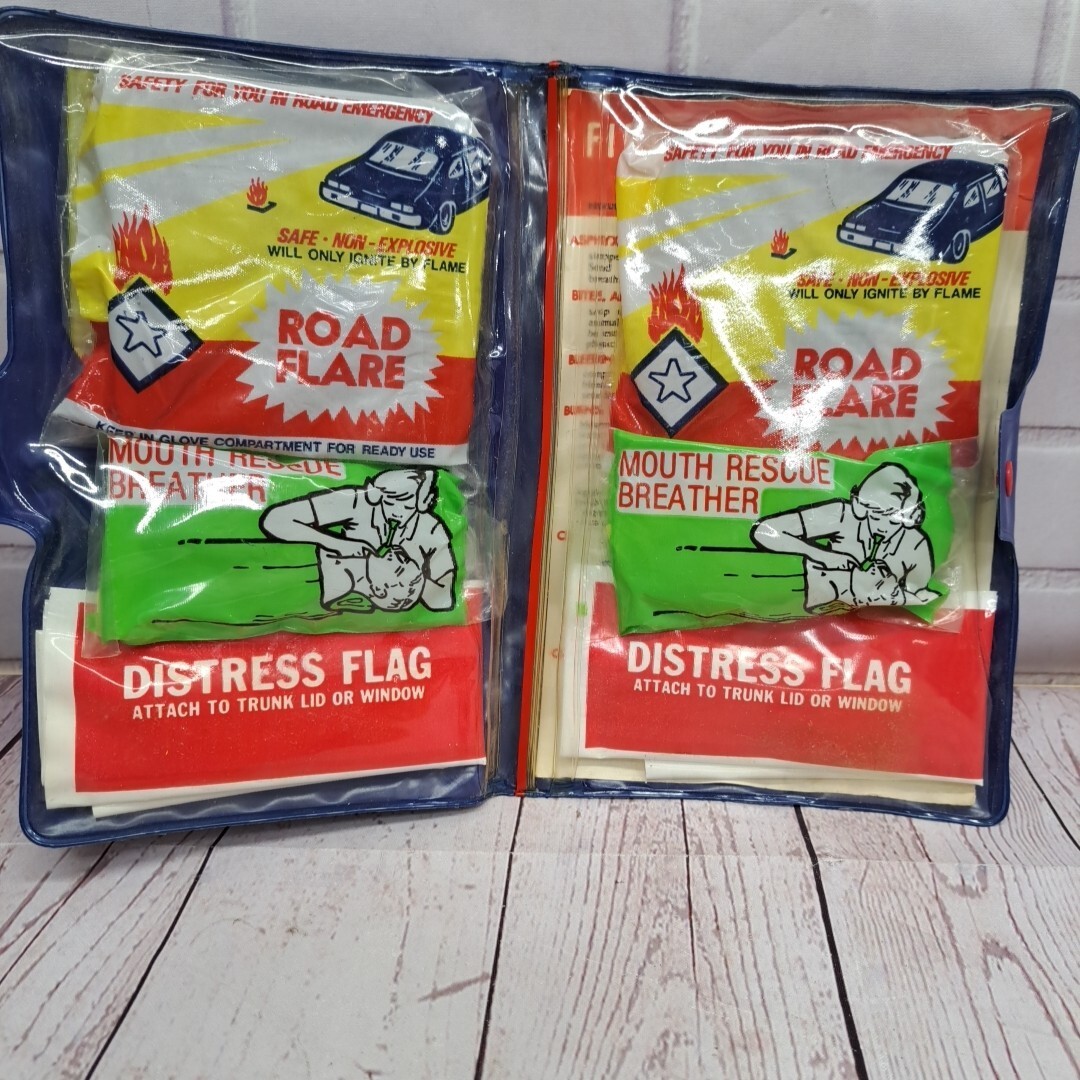 SAFETY FOR YOU IN ROAD EMERGENCY
SAFE - NON - EXPLOSIVE
WILL ONLY IGNITE BY FLAME
ROAD
FLARE
KEEP IN GLOVE COMPARTMENT FOR READY USE
MOUTH RESCUE
BREATHER
DISTRESS FLAG
ATTACH TO TRUNK LID OR WINDOW
FI
SAFETY FOR YOU IN ROAD EMERGENCY
SAFE - NON - EXPLOSIVE
WILL ONLY IGNITE BY FLAME
ROAD
FLARE
BITES, A
MOUTH RESCUE
BREATHER
DISTRESS FLAG
ATTACH TO TRUNK LID OR WINDOW